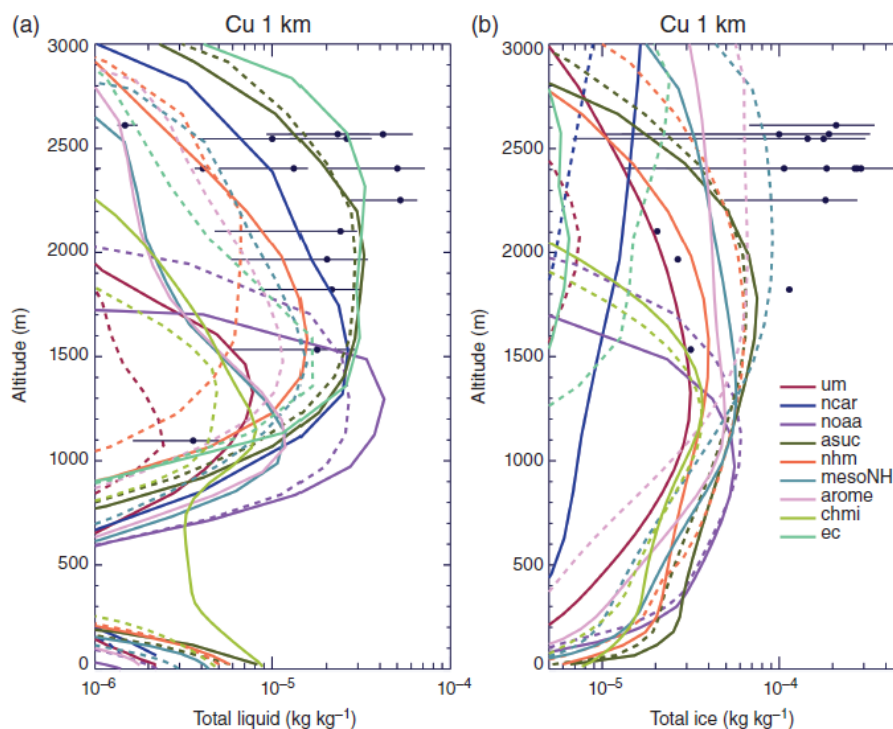 (a) Cu 1 km
3000
2500
2000
1500
1000
500
0
Altitude (m)
10⁻⁶ 10⁻⁵ 10⁻⁴
Total liquid (kg kg⁻¹)
(b) Cu 1 km
3000
2500
2000
1500
1000
500
0
Altitude (m)
um
ncar
noaa
asuc
nhm
mesoNH
arome
chmi
ec
10⁻⁵ 10⁻⁴
Total ice (kg kg⁻¹)